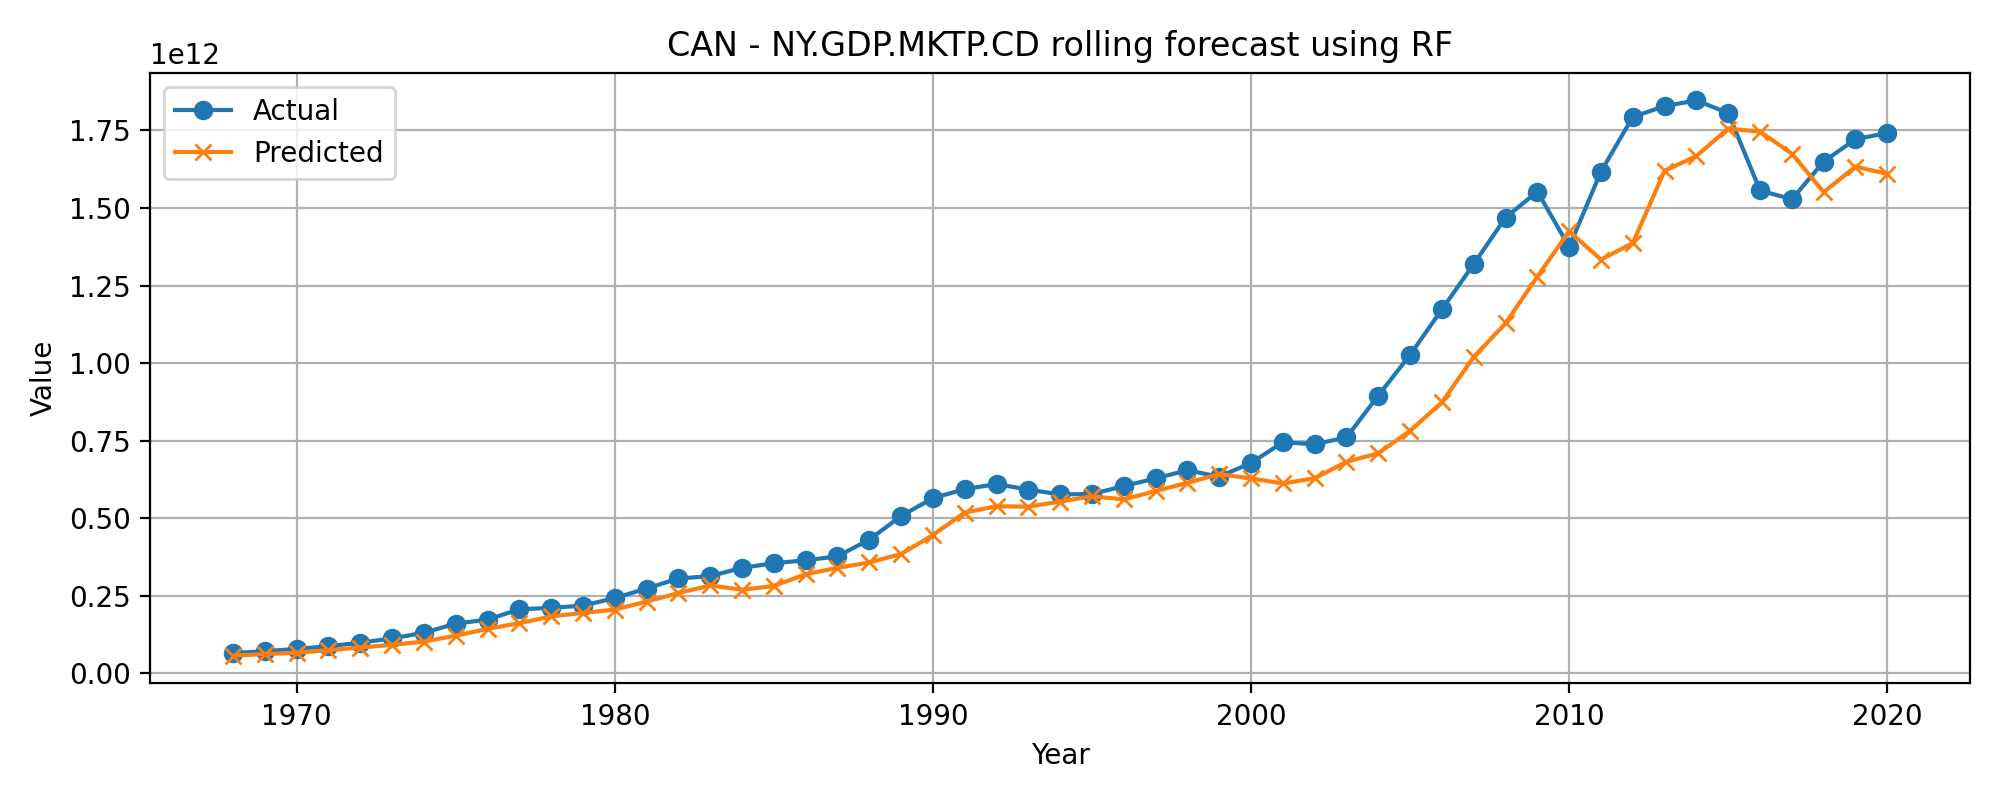 CAN - NY.GDP.MKTP.CD rolling forecast using RF
1e12
Actual
Predicted
1.75
1.50
1.25
1.00
0.75
0.50
0.25
0.00
Value
1970 1980 1990 2000 2010 2020
Year